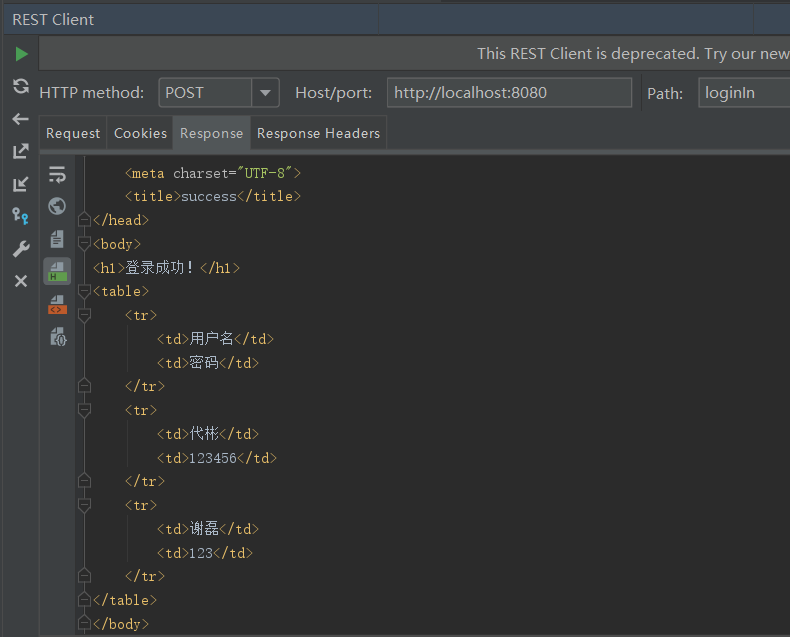 REST Client
This REST Client is deprecated. Try our new
HTTP method: POST Host/port: http://localhost:8080 Path: loginIn
Request Cookies Response Response Headers
<meta charset="UTF-8">
<title>success</title>
</head>
<body>
<h1>登录成功！</h1>
<table>
<tr>
<td>用户名</td>
<td>密码</td>
</tr>
<tr>
<td>代彬</td>
<td>123456</td>
</tr>
<tr>
<td>谢磊</td>
<td>123</td>
</tr>
</table>
</body>